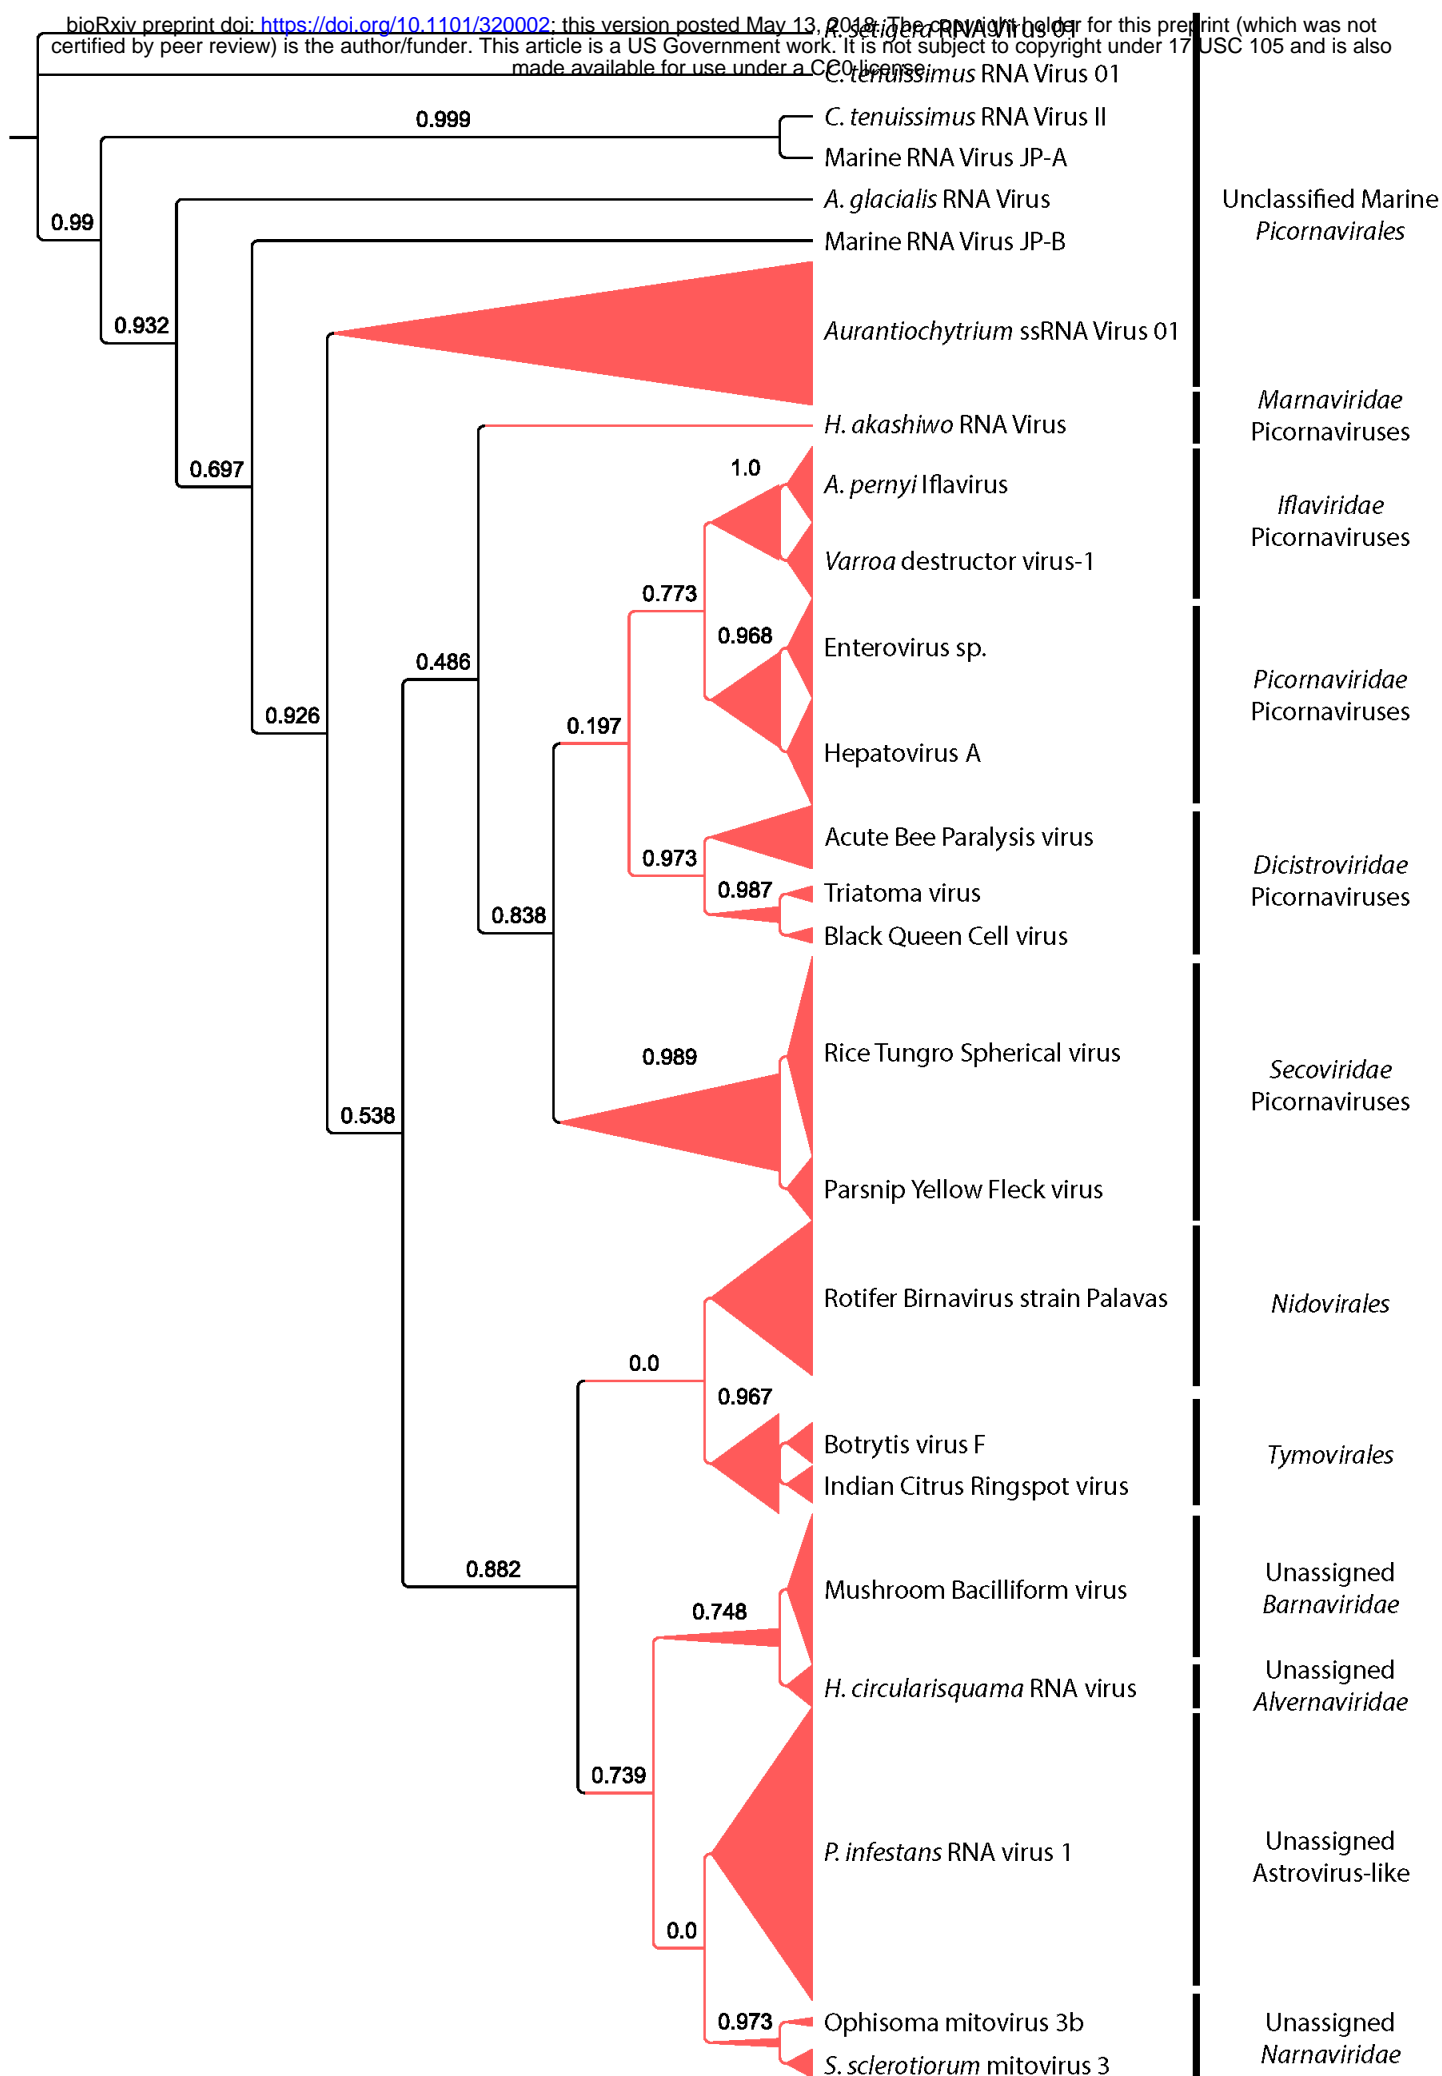 bioRxiv preprint doi: https://doi.org/10.1101/320002; this version posted May 13, 2018. The copyright holder for this preprint (which was not
certified by peer review) is the author/funder. This article is a US Government work. It is not subject to copyright under 17 USC 105 and is also
made available for use under a CC0 license.
R. setigera RNA Virus 01
C. tenuissimus RNA Virus 01
0.999
C. tenuissimus RNA Virus II
Marine RNA Virus JP-A
A. glacialis RNA Virus
Unclassified Marine
Picornavirales
0.99
Marine RNA Virus JP-B
0.932
Aurantiochytrium ssRNA Virus 01
Marnaviridae
Picornaviruses
H. akashiwo RNA Virus
0.697
1.0
A. pernyi Iflavirus
Iflaviridae
Picornaviruses
Varroa destructor virus-1
0.773
0.968
Enterovirus sp.
0.486
Picornaviridae
Picornaviruses
0.926
0.197
Hepatovirus A
Acute Bee Paralysis virus
0.973
Dicistroviridae
Picornaviruses
0.987
Triatoma virus
0.838
Black Queen Cell virus
0.989
Rice Tungro Spherical virus
Secoviridae
Picornaviruses
0.538
Parsnip Yellow Fleck virus
Rotifer Birnavirus strain Palavas
Nidovirales
0.0
0.967
Botrytis virus F
Tymovirales
Indian Citrus Ringspot virus
0.882
Mushroom Bacilliform virus
Unassigned
Barnaviridae
0.748
H. circularisquama RNA virus
Unassigned
Alvernaviridae
0.739
P. infestans RNA virus 1
Unassigned
Astrovirus-like
0.0
0.973
Ophisoma mitovirus 3b
S. sclerotiorum mitovirus 3
Unassigned
Narnaviridae